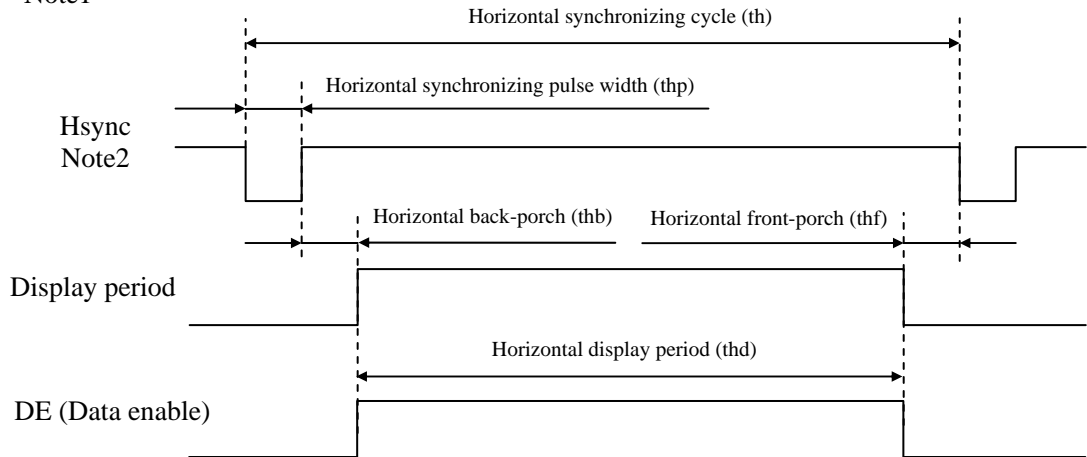 Note1
Horizontal synchronizing cycle (th)
Horizontal synchronizing pulse width (thp)
Hsync
Note2
Horizontal back-porch (thb)
Horizontal front-porch (thf)
Display period
Horizontal display period (thd)
DE (Data enable)